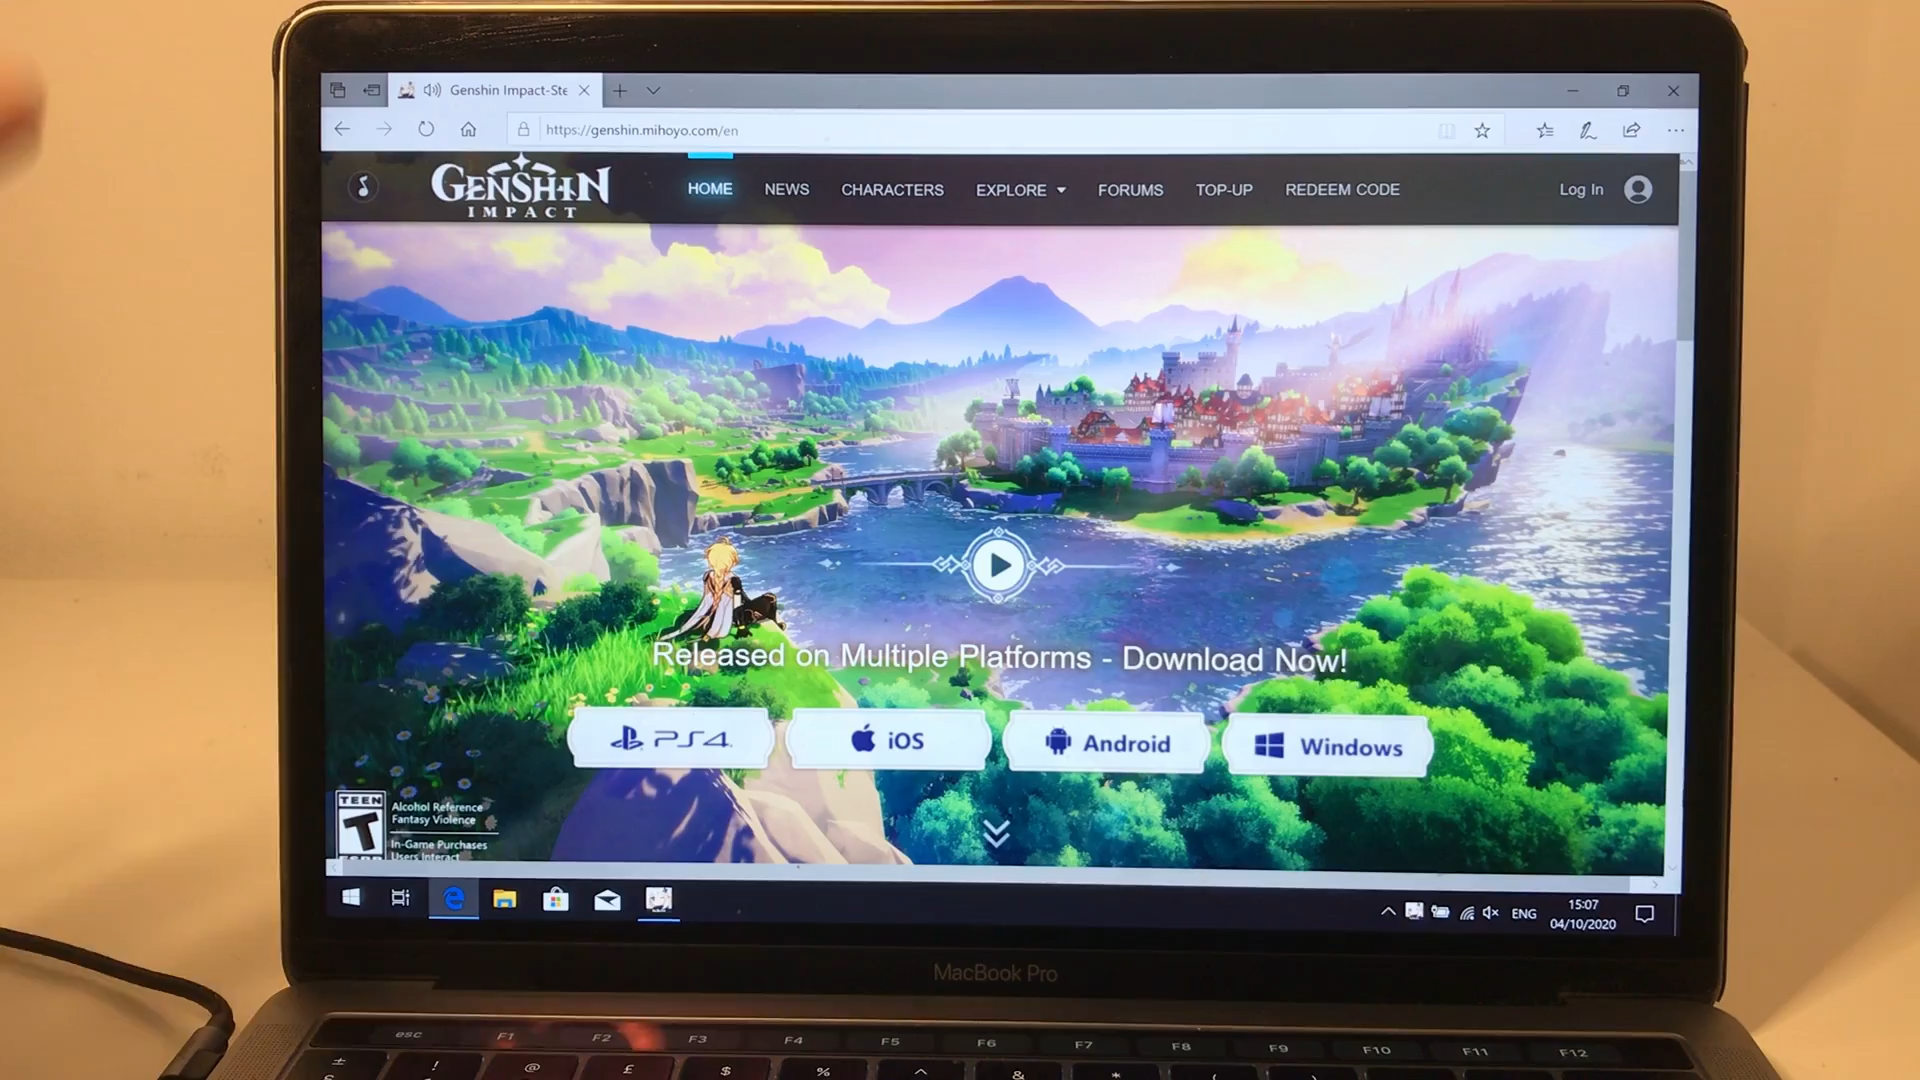 Genshin Impact-Ste
https://genshin.mihoyo.com/en
GENSHIN
IMPACT
HOME NEWS CHARACTERS EXPLORE FORUMS TOP-UP REDEEM CODE Log In
Released on Multiple Platforms - Download Now!
PS4 iOS Android Windows
TEEN
T
Alcohol Reference
Fantasy Violence
In-Game Purchases
Users Interact
ENG
15:07
04/10/2020
MacBook Pro
esc F1 F2 F3 F4 F5 F6 F7 F8 F9 F10 F11 F12
± ! @ £ $ % ^ & * (